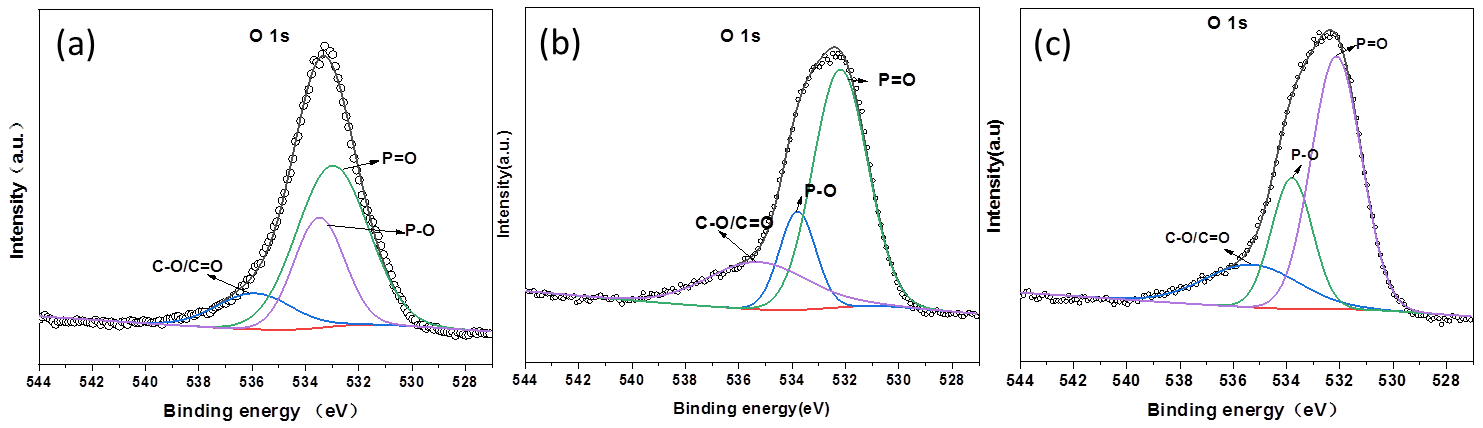 (a)
O 1s
P=O
P-O
C-O/C=O
Intensity（a.u.）
544 542 540 538 536 534 532 530 528
Binding energy （eV）
(b)
O 1s
P=O
P-O
C-O/C=O
Intensity(a.u.)
544 542 540 538 536 534 532 530 528
Binding energy(eV)
(c)
O 1s
P=O
P-O
C-O/C=O
Intensity(a.u)
544 542 540 538 536 534 532 530 528
Binding energy（eV）